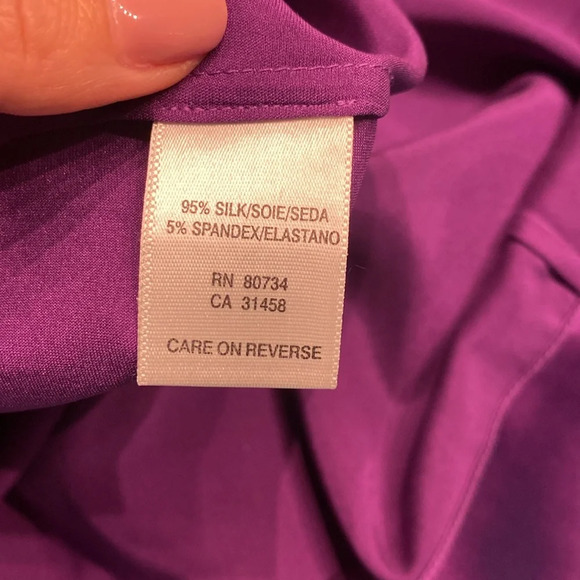 95% SILK/SOIE/SEDA
5% SPANDEX/ELASTANO
RN 80734
CA 31458
CARE ON REVERSE